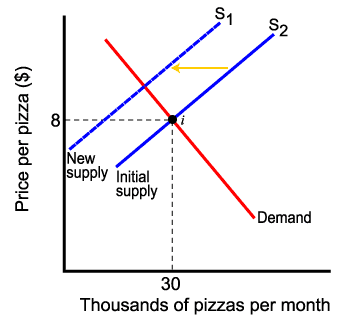 S1
S2
Price per pizza ($)
8
i
New
supply
Initial
supply
Demand
30
Thousands of pizzas per month